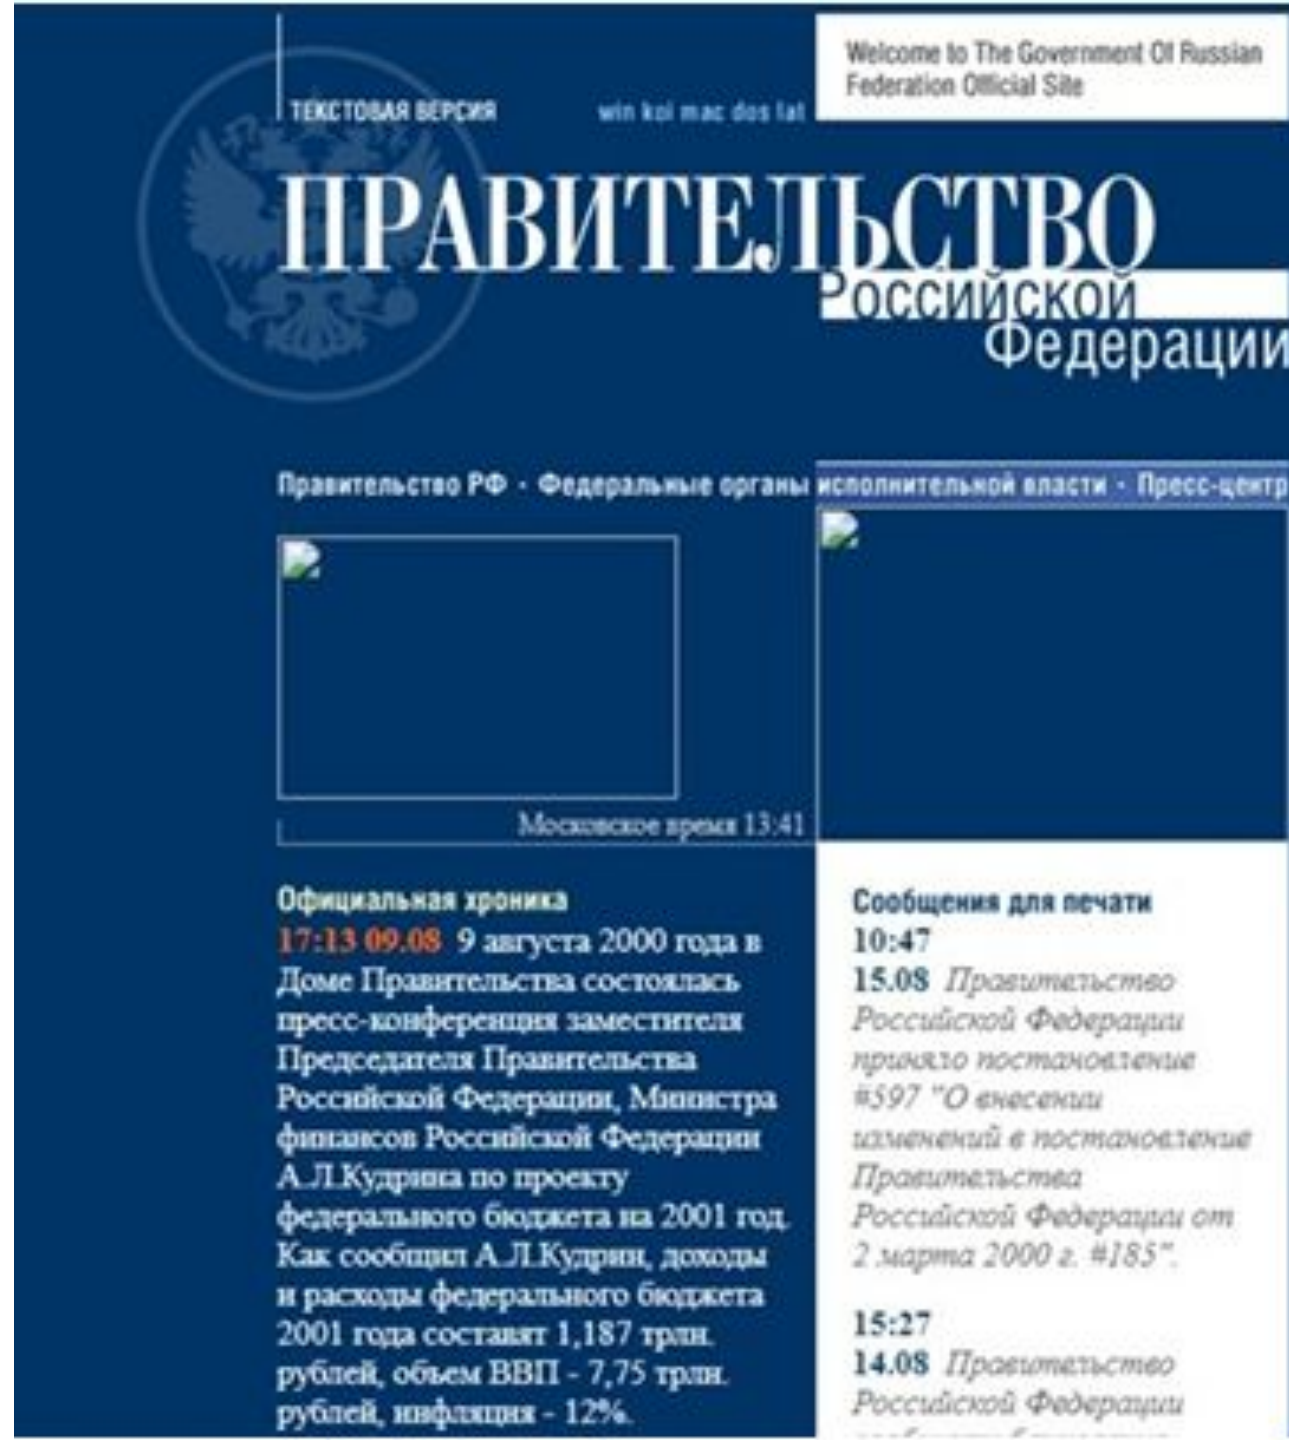 Welcome to The Government Of Russian
Federation Official Site
ТЕКСТОВАЯ ВЕРСИЯ win koi mac dos lat
ПРАВИТЕЛЬСТВО
Российской
Федерации
Правительство РФ · Федеральные органы исполнительной власти · Пресс-центр
Московское время 13:41
Официальная хроника
17:13 09.08 9 августа 2000 года в
Доме Правительства состоялась
пресс-конференция заместителя
Председателя Правительства
Российской Федерации, Министра
финансов Российской Федерации
А.Л.Кудрина по проекту
федерального бюджета на 2001 год.
Как сообщил А.Л.Кудрин, доходы
и расходы федерального бюджета
2001 года составят 1,187 трлн.
рублей, объем ВВП - 7,75 трлн.
рублей, инфляция - 12%.
Сообщения для печати
10:47
15.08 Правительство
Российской Федерации
приняло постановление
#597 "О внесении
изменений в постановление
Правительства
Российской Федерации от
2 марта 2000 г. #185".
15:27
14.08 Правительство
Российской Федерации